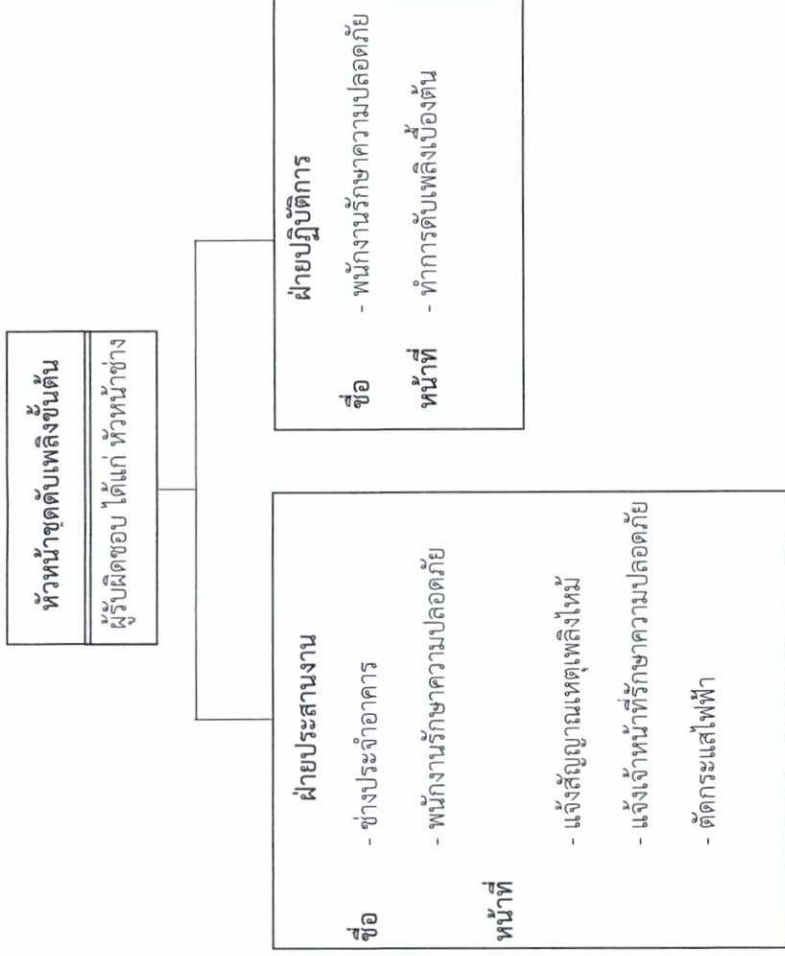 หัวหน้าชุดดับเพลิงขั้นต้น
ผู้รับผิดชอบ ได้แก่ หัวหน้าช่าง
ฝ่ายประสานงาน
ชื่อ - ช่างประจำอาคาร
- พนักงานรักษาความปลอดภัย
หน้าที่
- แจ้งสัญญาณเหตุเพลิงไหม้
- แจ้งเจ้าหน้าที่รักษาความปลอดภัย
- ตัดกระแสไฟฟ้า
ฝ่ายปฏิบัติการ
ชื่อ - พนักงานรักษาความปลอดภัย
หน้าที่ - ทำการดับเพลิงเบื้องต้น